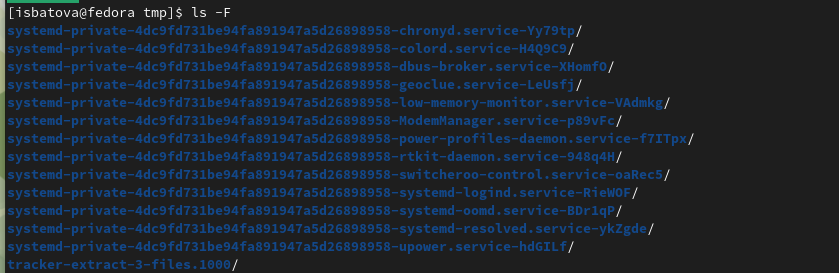 [isbatova@fedora tmp]$ ls -F
systemd-private-4dc9fd731be94fa891947a5d26898958-chronyd.service-Yy79tp/
systemd-private-4dc9fd731be94fa891947a5d26898958-colord.service-H4Q9C9/
systemd-private-4dc9fd731be94fa891947a5d26898958-dbus-broker.service-XHomfO/
systemd-private-4dc9fd731be94fa891947a5d26898958-geoclue.service-LeUsfj/
systemd-private-4dc9fd731be94fa891947a5d26898958-low-memory-monitor.service-VAdmkg/
systemd-private-4dc9fd731be94fa891947a5d26898958-ModemManager.service-p89vFc/
systemd-private-4dc9fd731be94fa891947a5d26898958-power-profiles-daemon.service-f7ITpx/
systemd-private-4dc9fd731be94fa891947a5d26898958-rtkit-daemon.service-948q4H/
systemd-private-4dc9fd731be94fa891947a5d26898958-switcheroo-control.service-oaRec5/
systemd-private-4dc9fd731be94fa891947a5d26898958-systemd-logind.service-RieWOF/
systemd-private-4dc9fd731be94fa891947a5d26898958-systemd-oomd.service-BDr1qP/
systemd-private-4dc9fd731be94fa891947a5d26898958-systemd-resolved.service-ykZgde/
systemd-private-4dc9fd731be94fa891947a5d26898958-upower.service-hdGILf/
tracker-extract-3-files.1000/